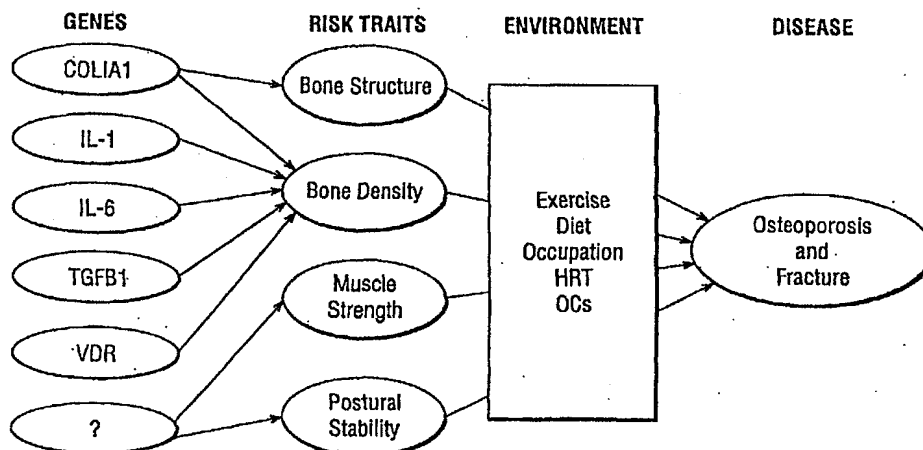 GENES
RISK TRAITS
ENVIRONMENT
DISEASE
COLIA1
IL-1
IL-6
TGFB1
VDR
?
Bone Structure
Bone Density
Muscle
Strength
Postural
Stability
Exercise
Diet
Occupation
HRT
OCs
Osteoporosis
and
Fracture